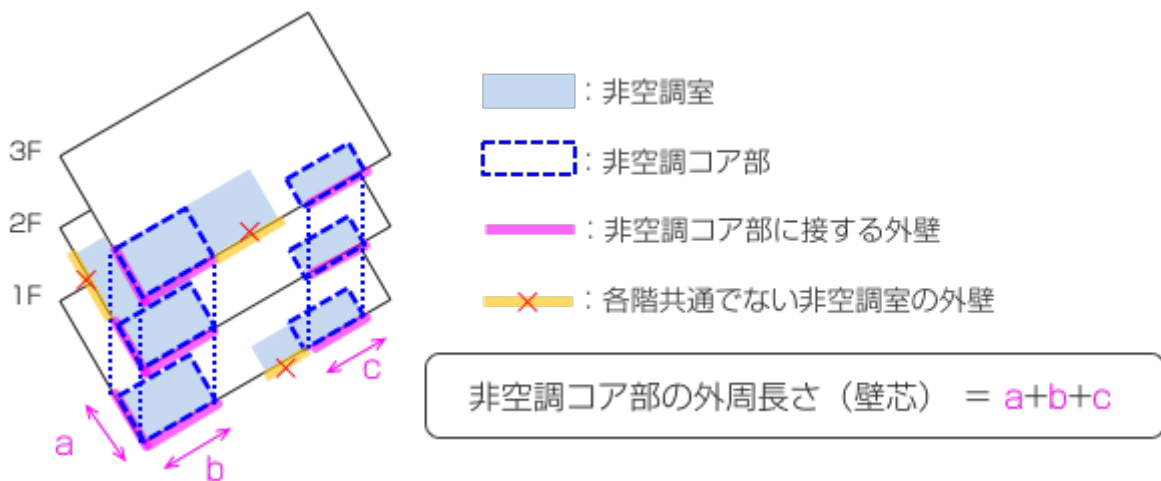 3F
2F
1F
a
b
c
：非空調室
：非空調コア部
：非空調コア部に接する外壁
：各階共通でない非空調室の外壁
非空調コア部の外周長さ（壁芯） ＝ a+b+c